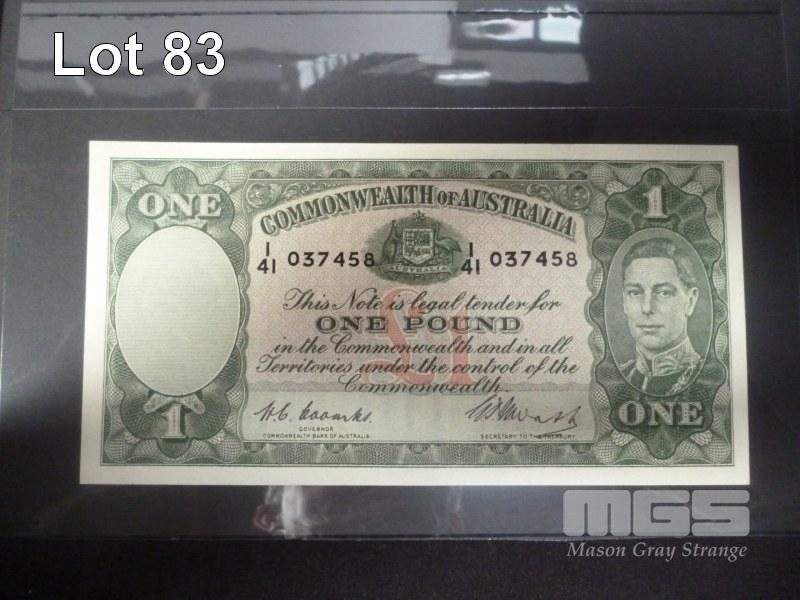 Lot 83
ONE
1
COMMONWEALTH OF AUSTRALIA
I/41 037458
I/41 037458
AUSTRALIA
This Note is legal tender for
ONE POUND
in the Commonwealth and in all
Territories under the control of the
Commonwealth.
£1
1
ONE
GOVERNOR
COMMONWEALTH BANK OF AUSTRALIA
SECRETARY TO THE TREASURY
MGS
Mason Gray Strange